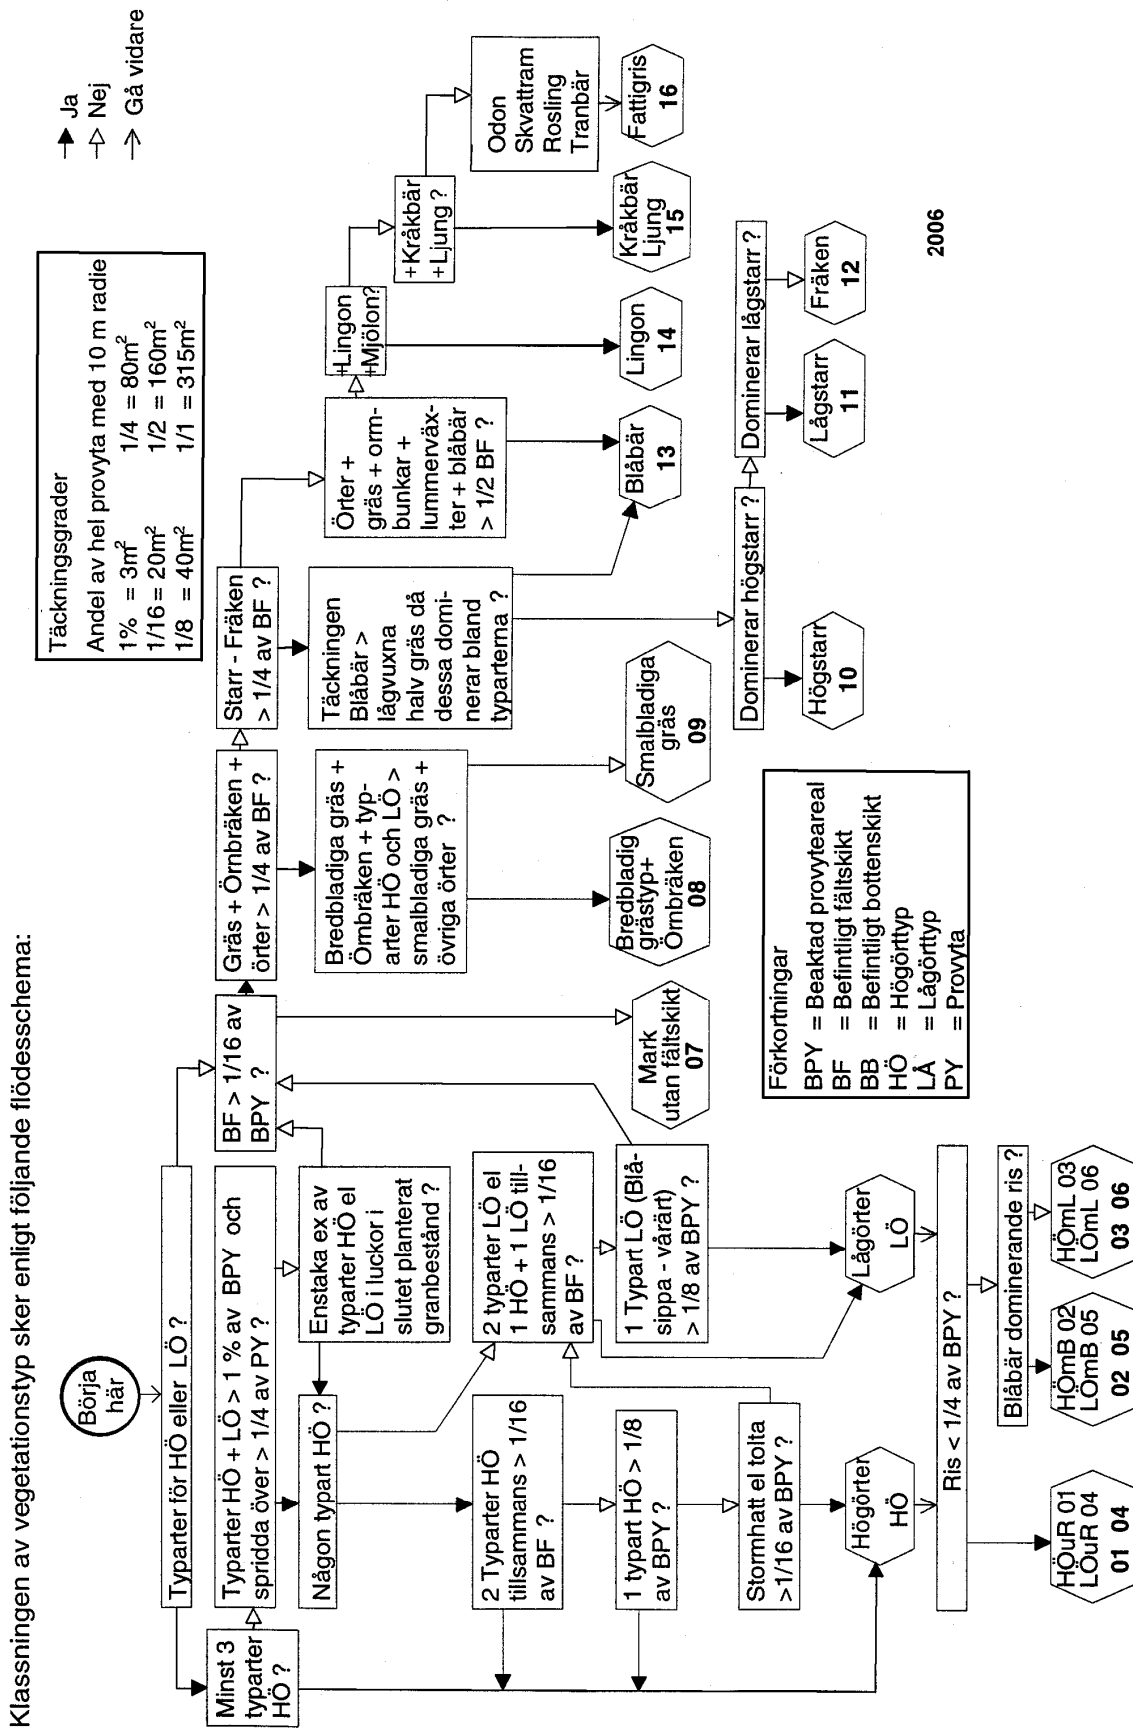 Klassningen av vegetationstyp sker enligt följande flödesschema:
Börja
här
Typarter för HÖ eller LÖ ?
Minst 3
typarter
HÖ ?
Typarter HÖ + LÖ > 1 % av BPY och
spridda över > 1/4 av PY ?
Någon typart HÖ ?
Enstaka ex av
typarter HÖ el
LÖ i luckor i
slutet planterat
granbestånd ?
2 Typarter HÖ
tillsammans > 1/16
av BF ?
2 typarter LÖ el
1 HÖ + 1 LÖ till-
sammans > 1/16
av BF ?
1 typart HÖ > 1/8
av BPY ?
1 Typart LÖ (Blå-
sippa - vårärt)
> 1/8 av BPY ?
Stormhatt el tolta
>1/16 av BPY ?
Högörter
HÖ
Lågörter
LÖ
Ris < 1/4 av BPY ?
Blåbär dominerande ris ?
HÖuR 01
LÖuR 04
01 04
HÖmB 02
LÖmB 05
02 05
HÖmL 03
LÖmL 06
03 06
BF > 1/16 av
BPY ?
Mark
utan fältskikt
07
Gräs + Örnbräken +
örter > 1/4 av BF ?
Bredbladiga gräs +
Örnbräken + typ-
arter HÖ och LÖ >
smalbladiga gräs +
övriga örter ?
Bredbladig
grästyp+
Örnbräken
08
Smalbladiga
gräs
09
Starr - Fräken
> 1/4 av BF ?
Täckningen
Blåbär >
lågvuxna
halv gräs då
dessa domi-
nerar bland
typarterna ?
Örter +
gräs + orm-
bunkar +
lummerväx-
ter + blåbär
> 1/2 BF ?
+Lingon
+Mjölon?
+Kråkbär
+Ljung ?
Odon
Skvattram
Rosling
Tranbär
Blåbär
13
Lingon
14
Kråkbär
Ljung
15
Fattigris
16
Dominerar högstarr ?
Dominerar lågstarr ?
Högstarr
10
Lågstarr
11
Fräken
12
Täckningsgrader
Andel av hel provyta med 10 m radie
1% = 3m² 1/4 = 80m²
1/16 = 20m² 1/2 = 160m²
1/8 = 40m² 1/1 = 315m²
Ja
Nej
Gå vidare
Förkortningar
BPY = Beaktad provyteareal
BF = Befintligt fältskikt
BB = Befintligt bottenskikt
HÖ = Högörttyp
LÅ = Lågörttyp
PY = Provyta
2006